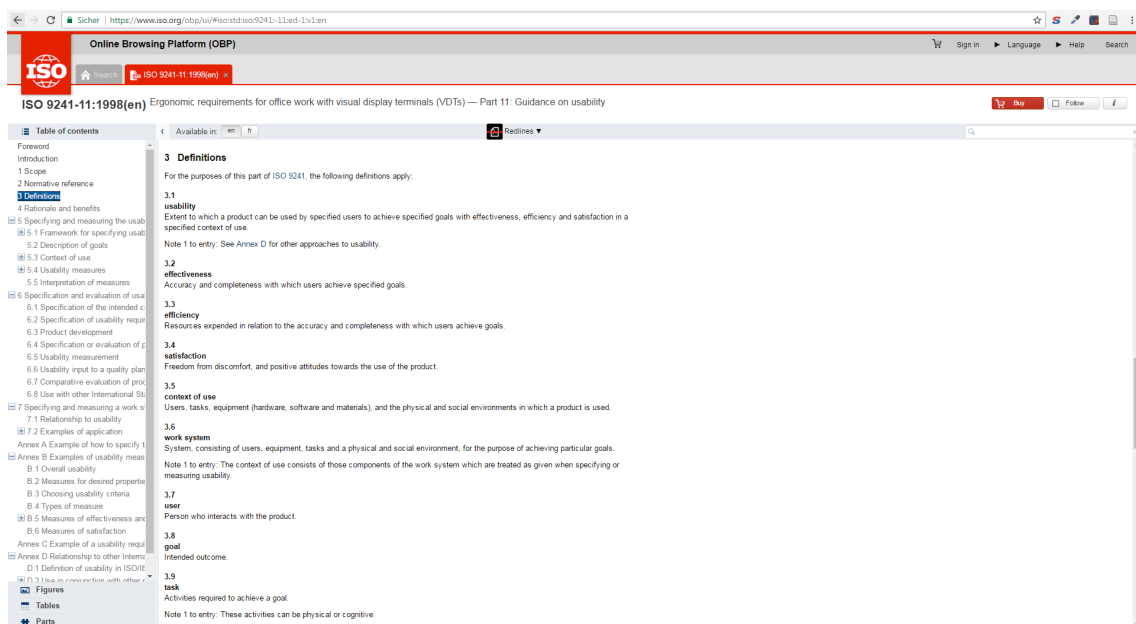 Sicher | https://www.iso.org/obp/ui/#iso:std:iso:9241:-11:ed-1:v1:en
Online Browsing Platform (OBP)
Sign in ► Language ► Help Search
ISO
Search
ISO 9241-11:1998(en) ×
ISO 9241-11:1998(en) Ergonomic requirements for office work with visual display terminals (VDTs) — Part 11: Guidance on usability
Buy Follow i
Table of contents
Available in: en fr
Redlines ▼
Foreword
Introduction
1 Scope
2 Normative reference
3 Definitions
4 Rationale and benefits
5 Specifying and measuring the usab
5.1 Framework for specifying usab
5.2 Description of goals
5.3 Context of use
5.4 Usability measures
5.5 Interpretation of measures
6 Specification and evaluation of usa
6.1 Specification of the intended c
6.2 Specification of usability requir
6.3 Product development
6.4 Specification or evaluation of p
6.5 Usability measurement
6.6 Usability input to a quality plan
6.7 Comparative evaluation of proc
6.8 Use with other International Sta
7 Specifying and measuring a work s
7.1 Relationship to usability
7.2 Examples of application
Annex A Example of how to specify t
Annex B Examples of usability meas
B.1 Overall usability
B.2 Measures for desired propertie
B.3 Choosing usability criteria
B.4 Types of measure
B.5 Measures of effectiveness and
B.6 Measures of satisfaction
Annex C Example of a usability requi
Annex D Relationship to other Interna
D.1 Definition of usability in ISO/IE
D.2 Use in conjunction with other
Figures
Tables
Parts
3 Definitions
For the purposes of this part of ISO 9241, the following definitions apply:
3.1
usability
Extent to which a product can be used by specified users to achieve specified goals with effectiveness, efficiency and satisfaction in a
specified context of use.
Note 1 to entry: See Annex D for other approaches to usability.
3.2
effectiveness
Accuracy and completeness with which users achieve specified goals.
3.3
efficiency
Resources expended in relation to the accuracy and completeness with which users achieve goals.
3.4
satisfaction
Freedom from discomfort, and positive attitudes towards the use of the product.
3.5
context of use
Users, tasks, equipment (hardware, software and materials), and the physical and social environments in which a product is used.
3.6
work system
System, consisting of users, equipment, tasks and a physical and social environment, for the purpose of achieving particular goals.
Note 1 to entry: The context of use consists of those components of the work system which are treated as given when specifying or
measuring usability.
3.7
user
Person who interacts with the product.
3.8
goal
Intended outcome.
3.9
task
Activities required to achieve a goal.
Note 1 to entry: These activities can be physical or cognitive.